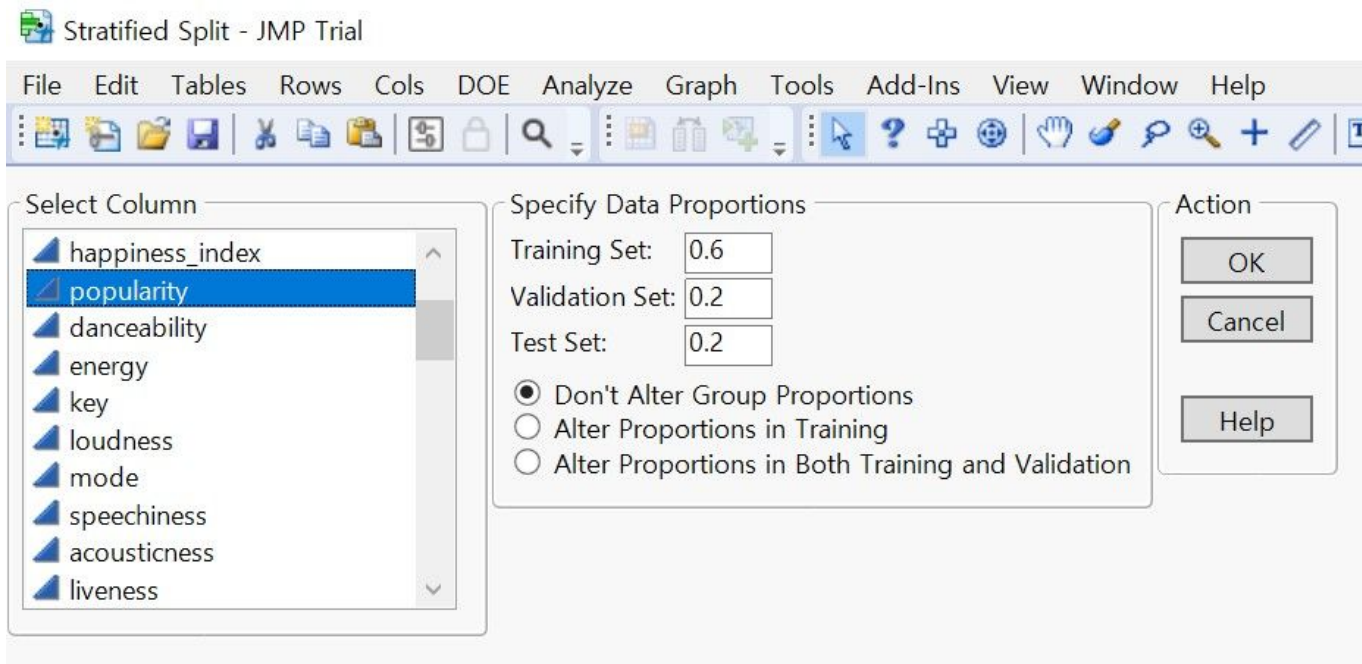 Stratified Split - JMP Trial
File Edit Tables Rows Cols DOE Analyze Graph Tools Add-Ins View Window Help
Select Column
happiness_index
popularity
danceability
energy
key
loudness
mode
speechiness
acousticness
liveness
Specify Data Proportions
Training Set: 0.6
Validation Set: 0.2
Test Set: 0.2
Don't Alter Group Proportions
Alter Proportions in Training
Alter Proportions in Both Training and Validation
Action
OK
Cancel
Help